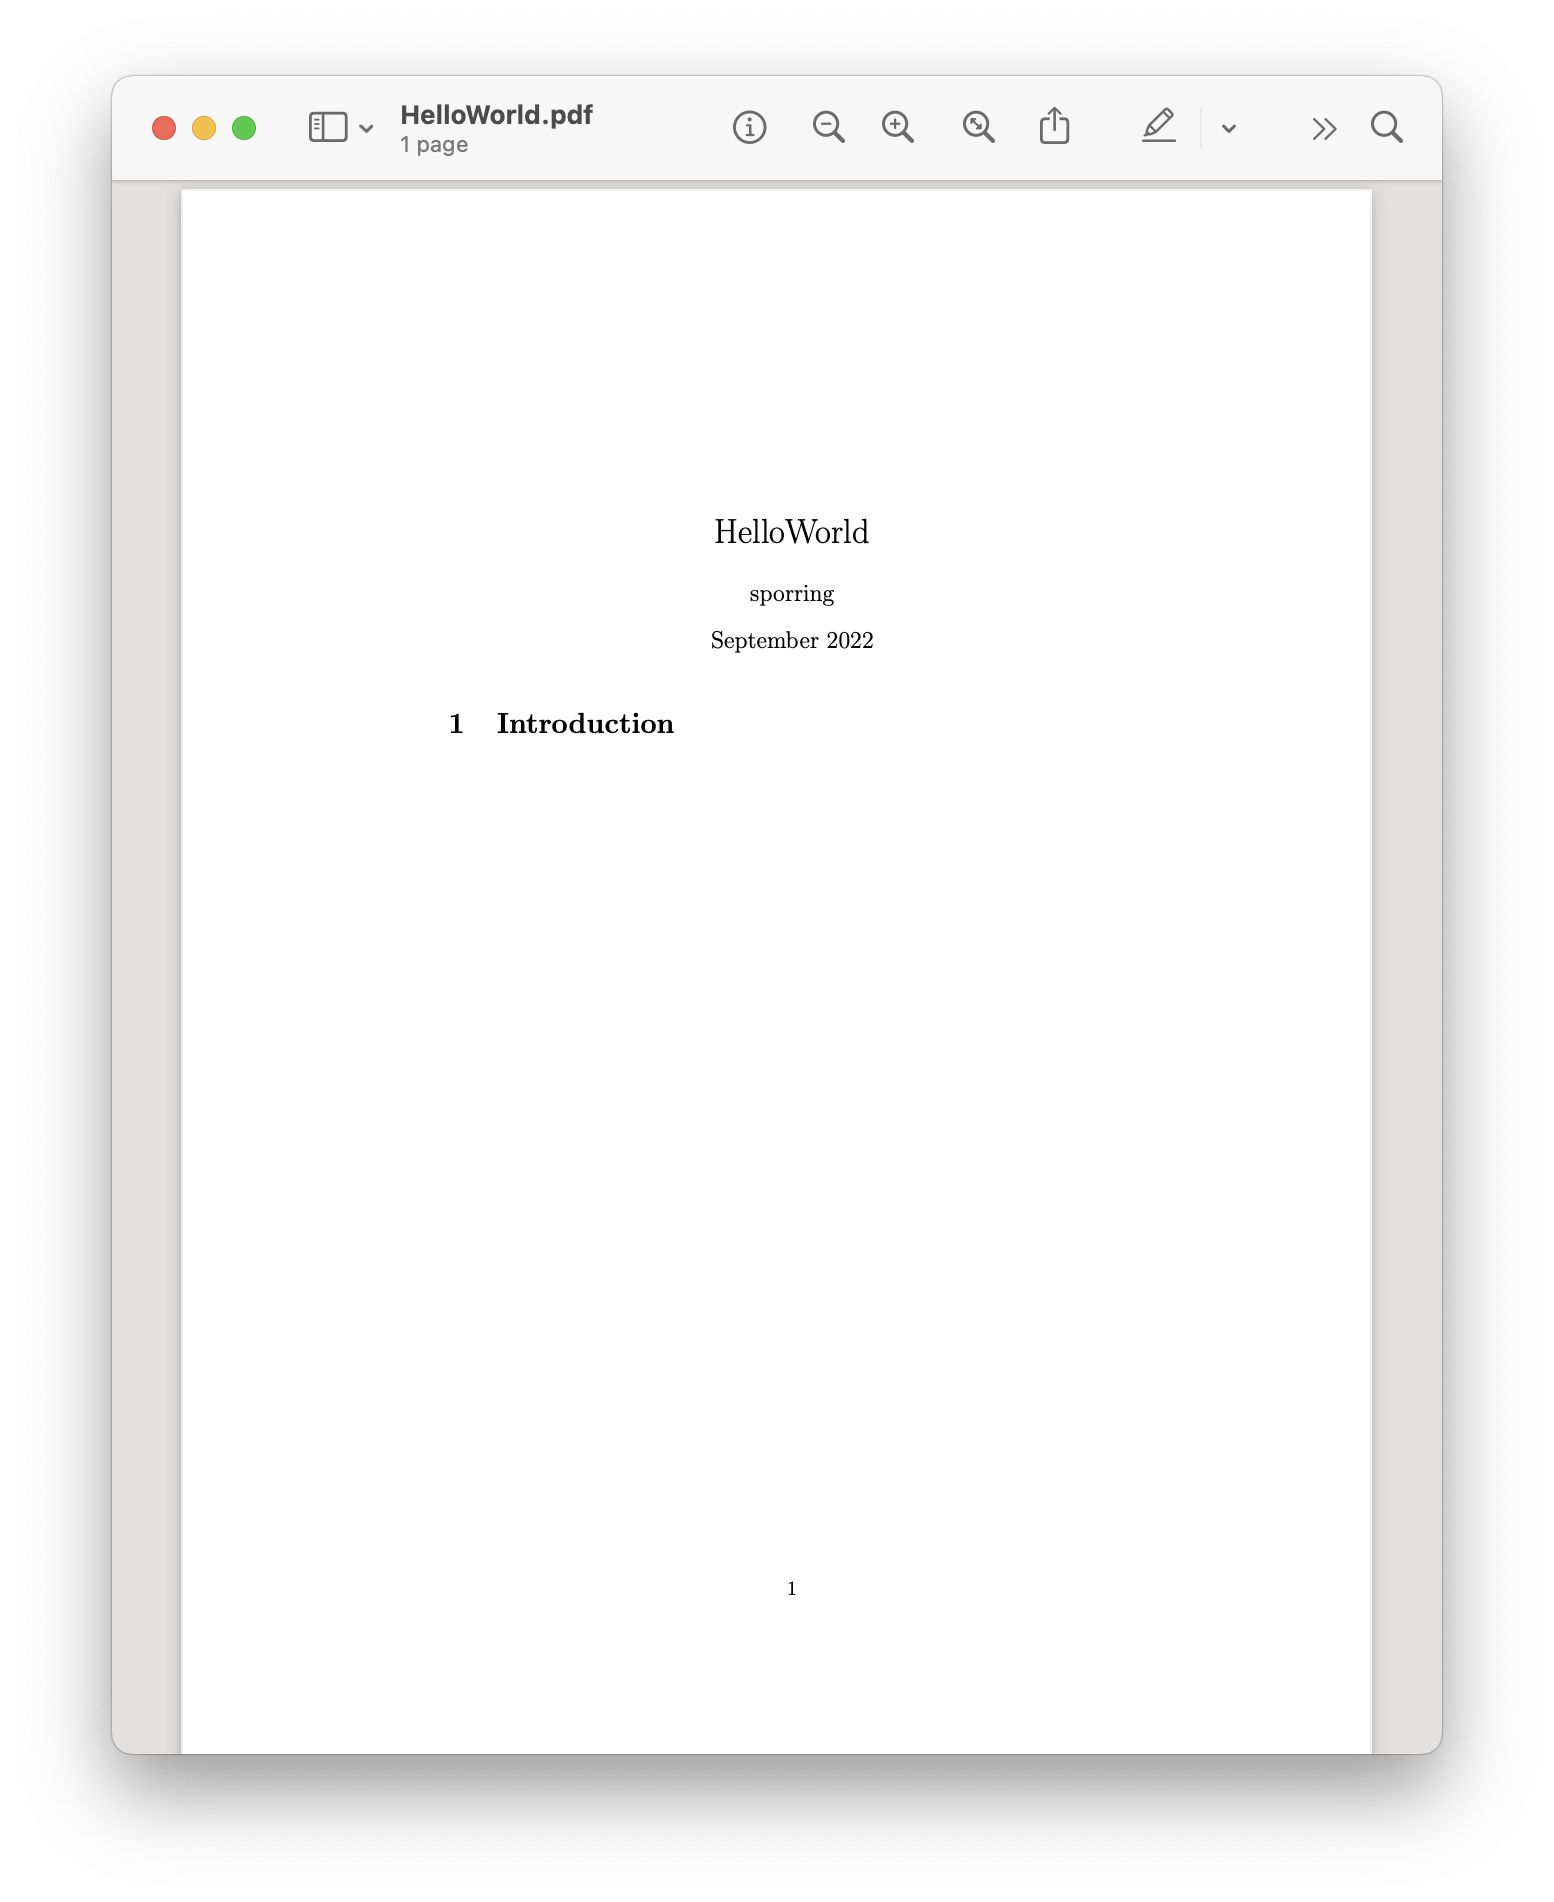 HelloWorld.pdf
1 page
HelloWorld
sporring
September 2022
1 Introduction
1